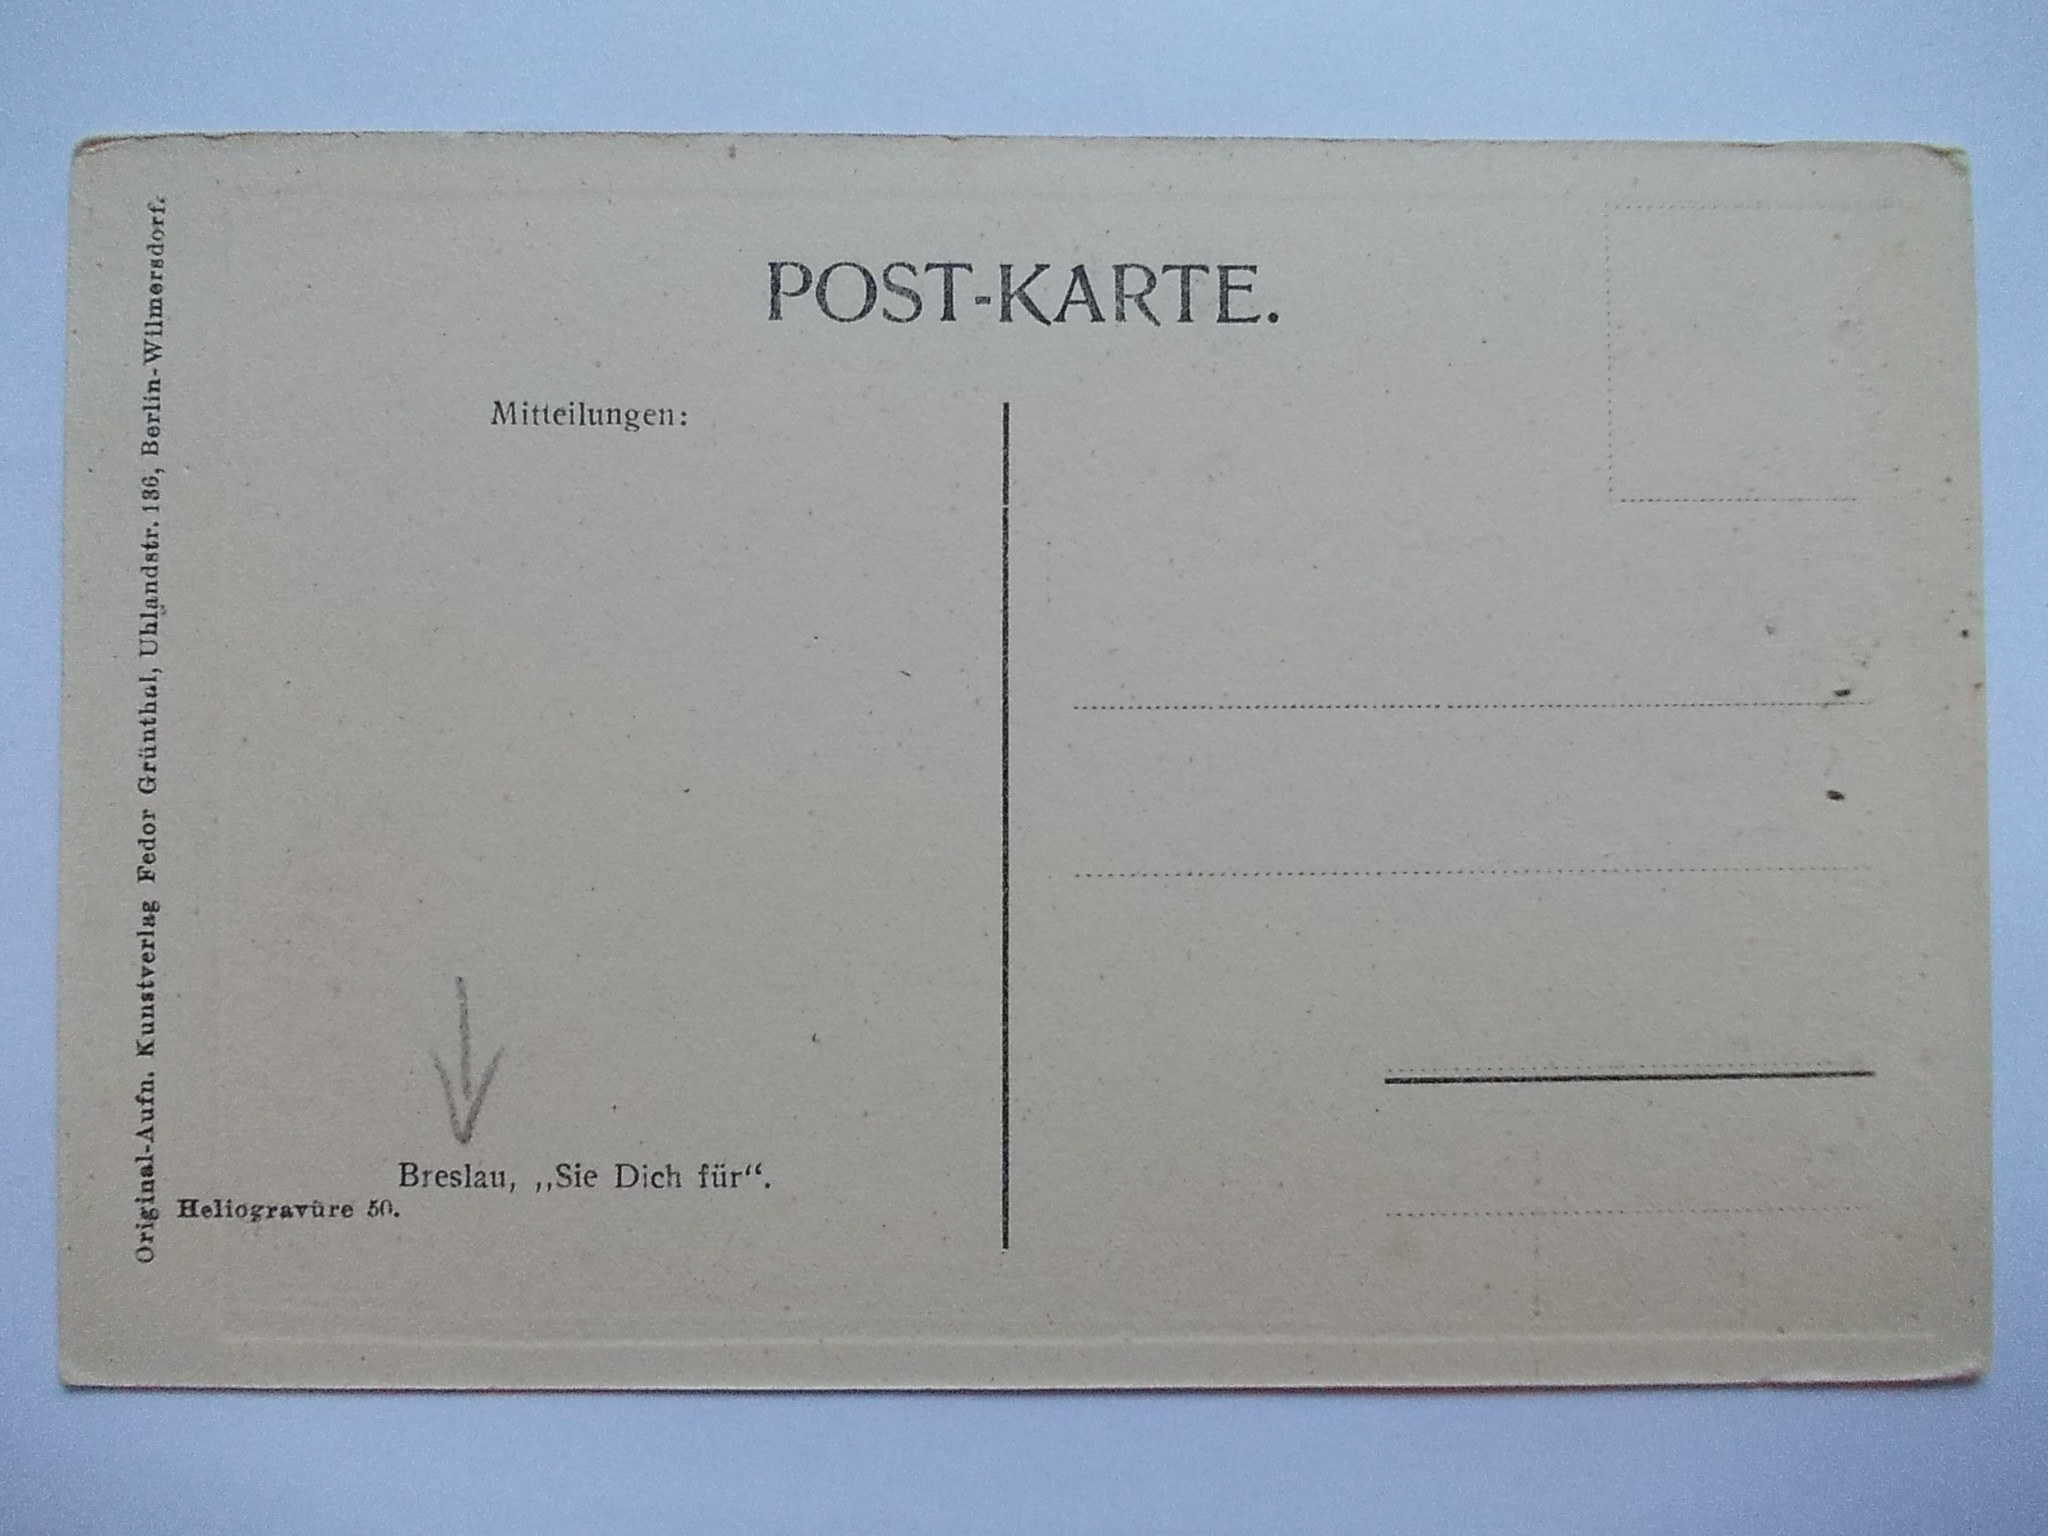 POST-KARTE.
Mitteilungen:
Original-Aufn. Kunstverlag Fedor Grünthal, Uhlandstr. 136, Berlin-Wilmersdorf.
Breslau, „Sie Dich für“.
Heliogravüre 50.